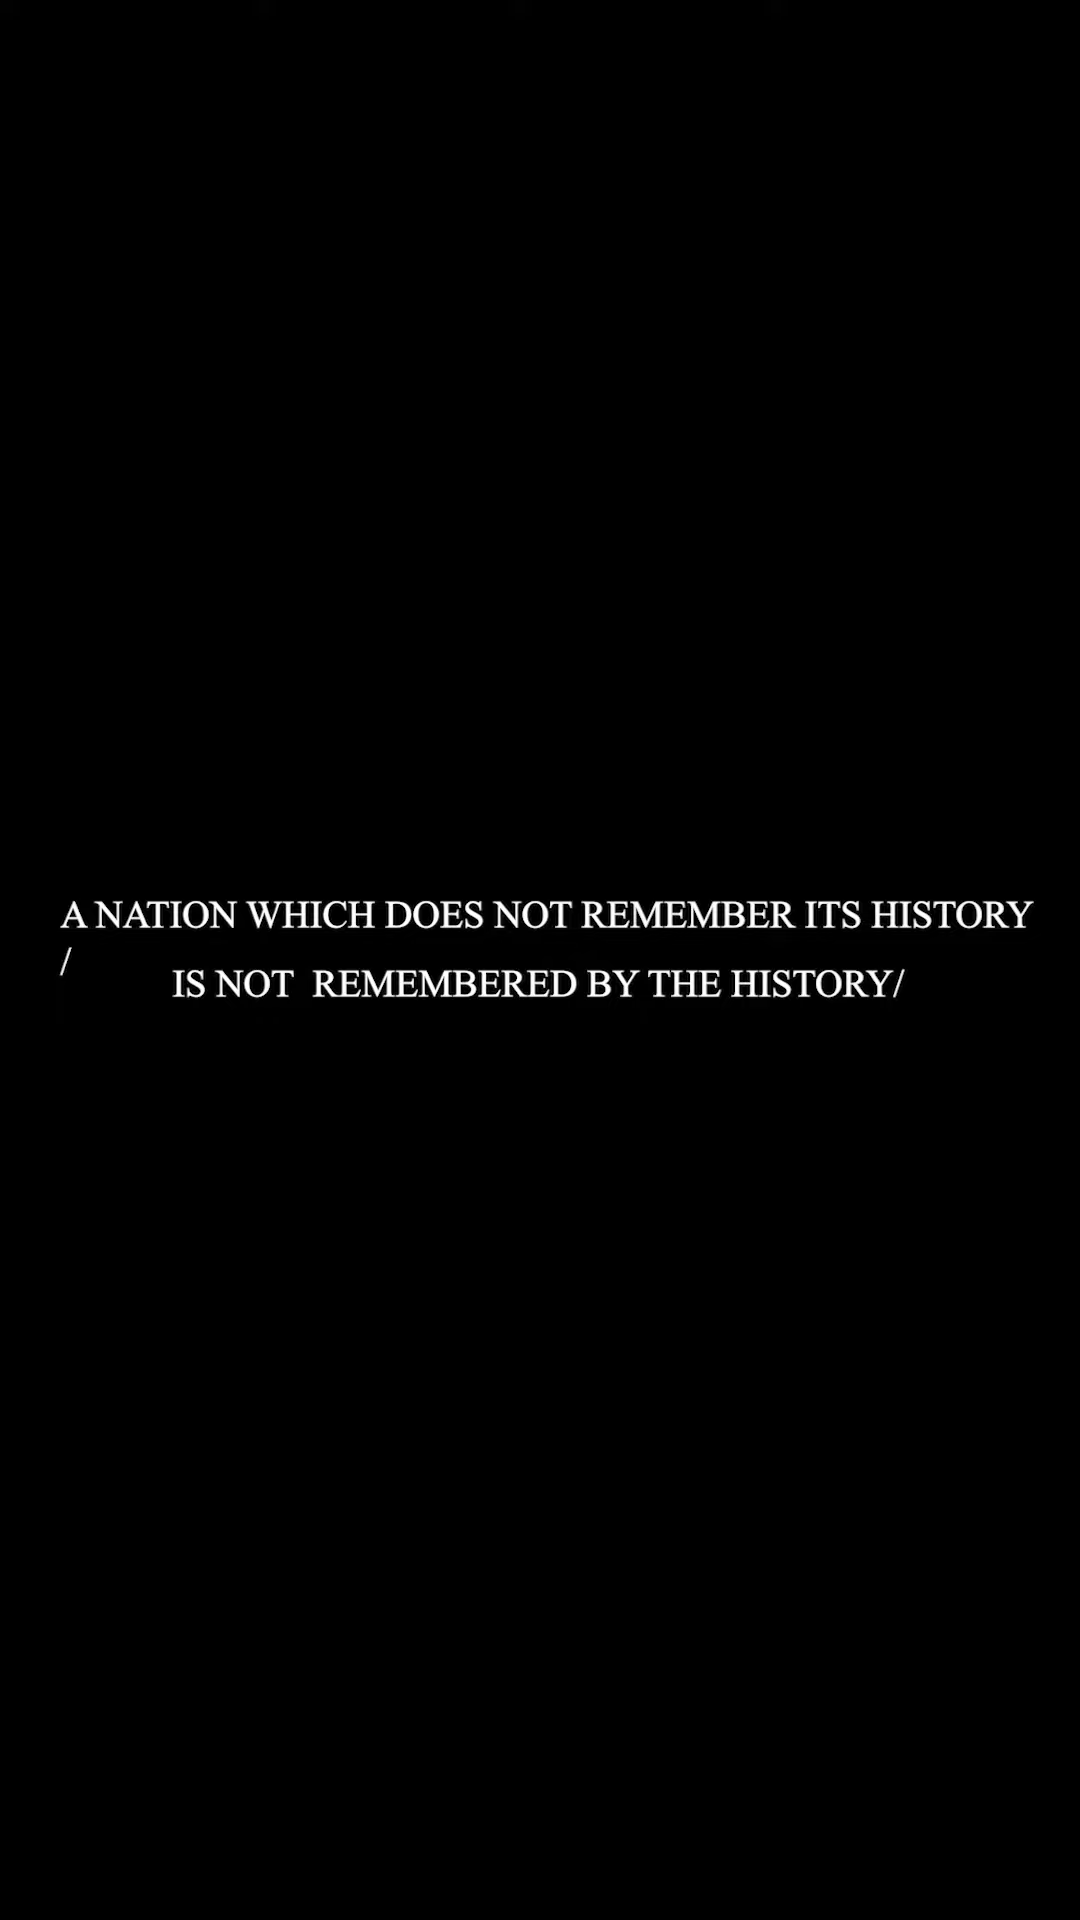 A NATION WHICH DOES NOT REMEMBER ITS HISTORY
/
IS NOT  REMEMBERED BY THE HISTORY/